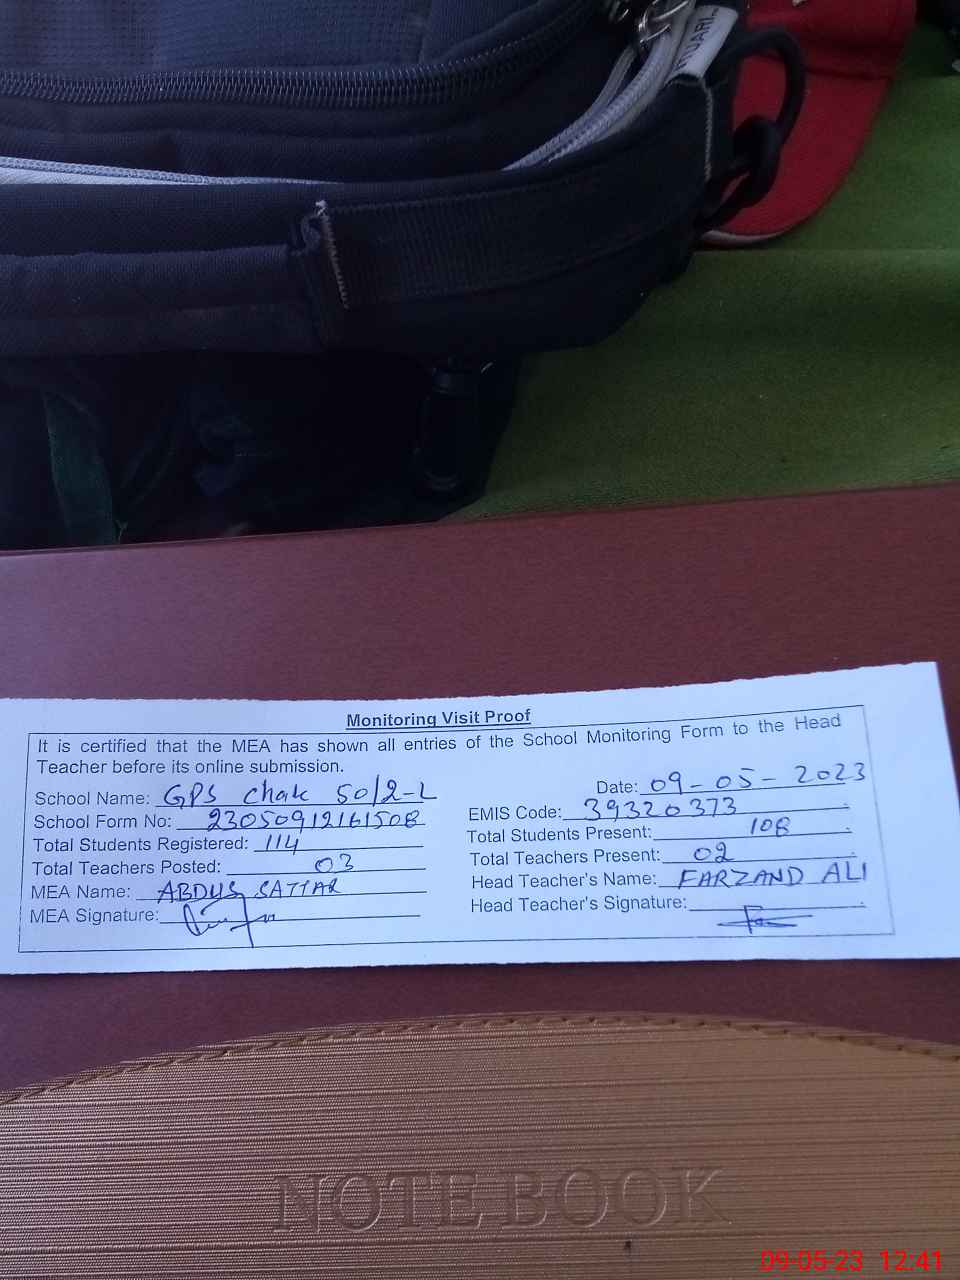 Monitoring Visit Proof
It is certified that the MEA has shown all entries of the School Monitoring Form to the Head
Teacher before its online submission.
School Name: GPS Chak 50/2-L Date: 09-05-2023
School Form No: 23050912161508 EMIS Code: 39320373
Total Students Registered: 114 Total Students Present: 108
Total Teachers Posted: 03 Total Teachers Present: 02
MEA Name: ABDUS SATTAR Head Teacher's Name: FARZAND ALI
MEA Signature: Head Teacher's Signature:
NOTE BOOK
09-05-23 12:41